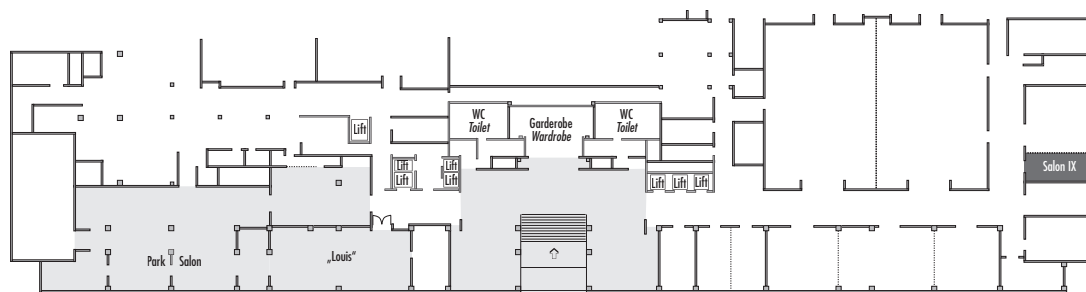 WC
Toilet
Garderobe
Wardrobe
WC
Toilet
Lift
Lift
Lift
Lift
Lift
Lift
Lift
Lift
Salon IX
Park Salon
„Louis“